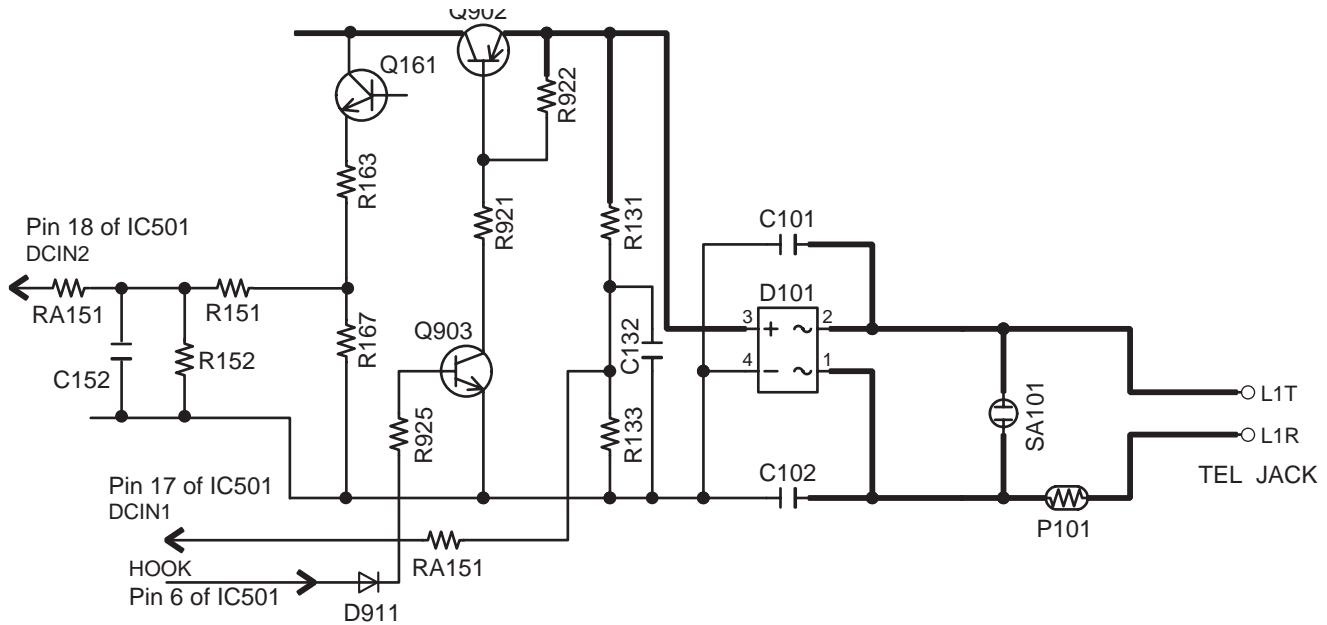 Q902
Q161
R922
R163
R921
R131
Pin 18 of IC501
DCIN2
C101
RA151
R151
D101
3 + ~ 2
4 − ~ 1
R167
Q903
C132
C152
R152
R925
R133
SA101
L1T
L1R
TEL JACK
C102
P101
Pin 17 of IC501
DCIN1
RA151
HOOK
Pin 6 of IC501
D911